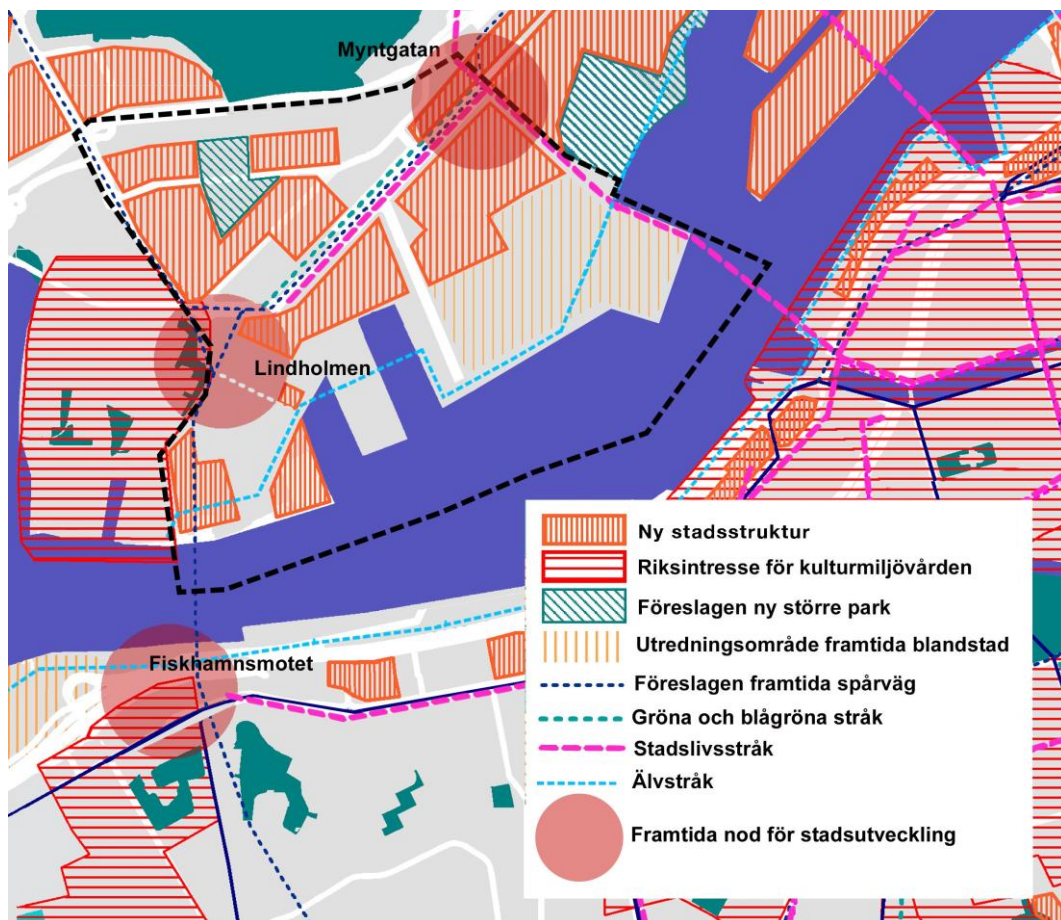 Myntgatan
Lindholmen
Fiskhamnsmotet
Ny stadsstruktur
Riksintresse för kulturmiljövården
Föreslagen ny större park
Utredningsområde framtida blandstad
Föreslagen framtida spårväg
Gröna och blågröna stråk
Stadslivsstråk
Älvstråk
Framtida nod för stadsutveckling